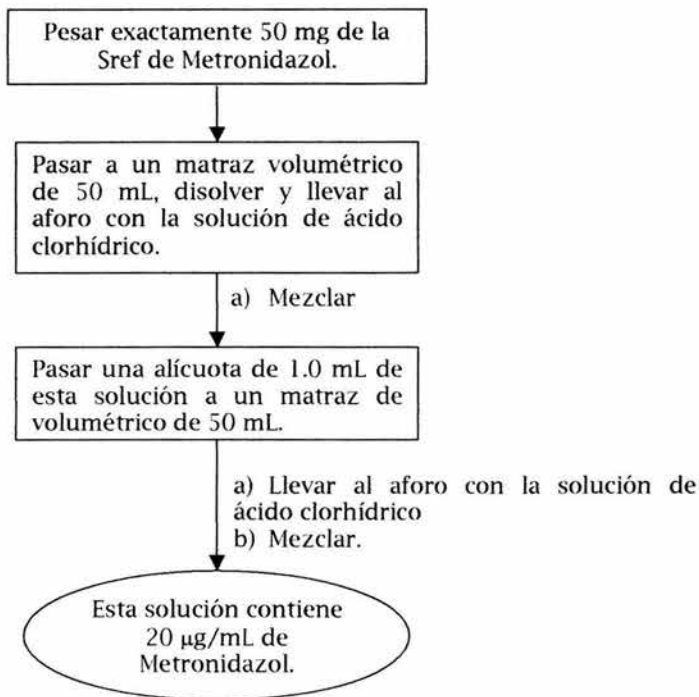 Pesar exactamente 50 mg de la
Sref de Metronidazol.
Pasar a un matraz volumétrico
de 50 mL, disolver y llevar al
aforo con la solución de ácido
clorhídrico.
a) Mezclar
Pasar una alícuota de 1.0 mL de
esta solución a un matraz de
volumétrico de 50 mL.
a) Llevar al aforo con la solución de
ácido clorhídrico
b) Mezclar.
Esta solución contiene
20 µg/mL de
Metronidazol.